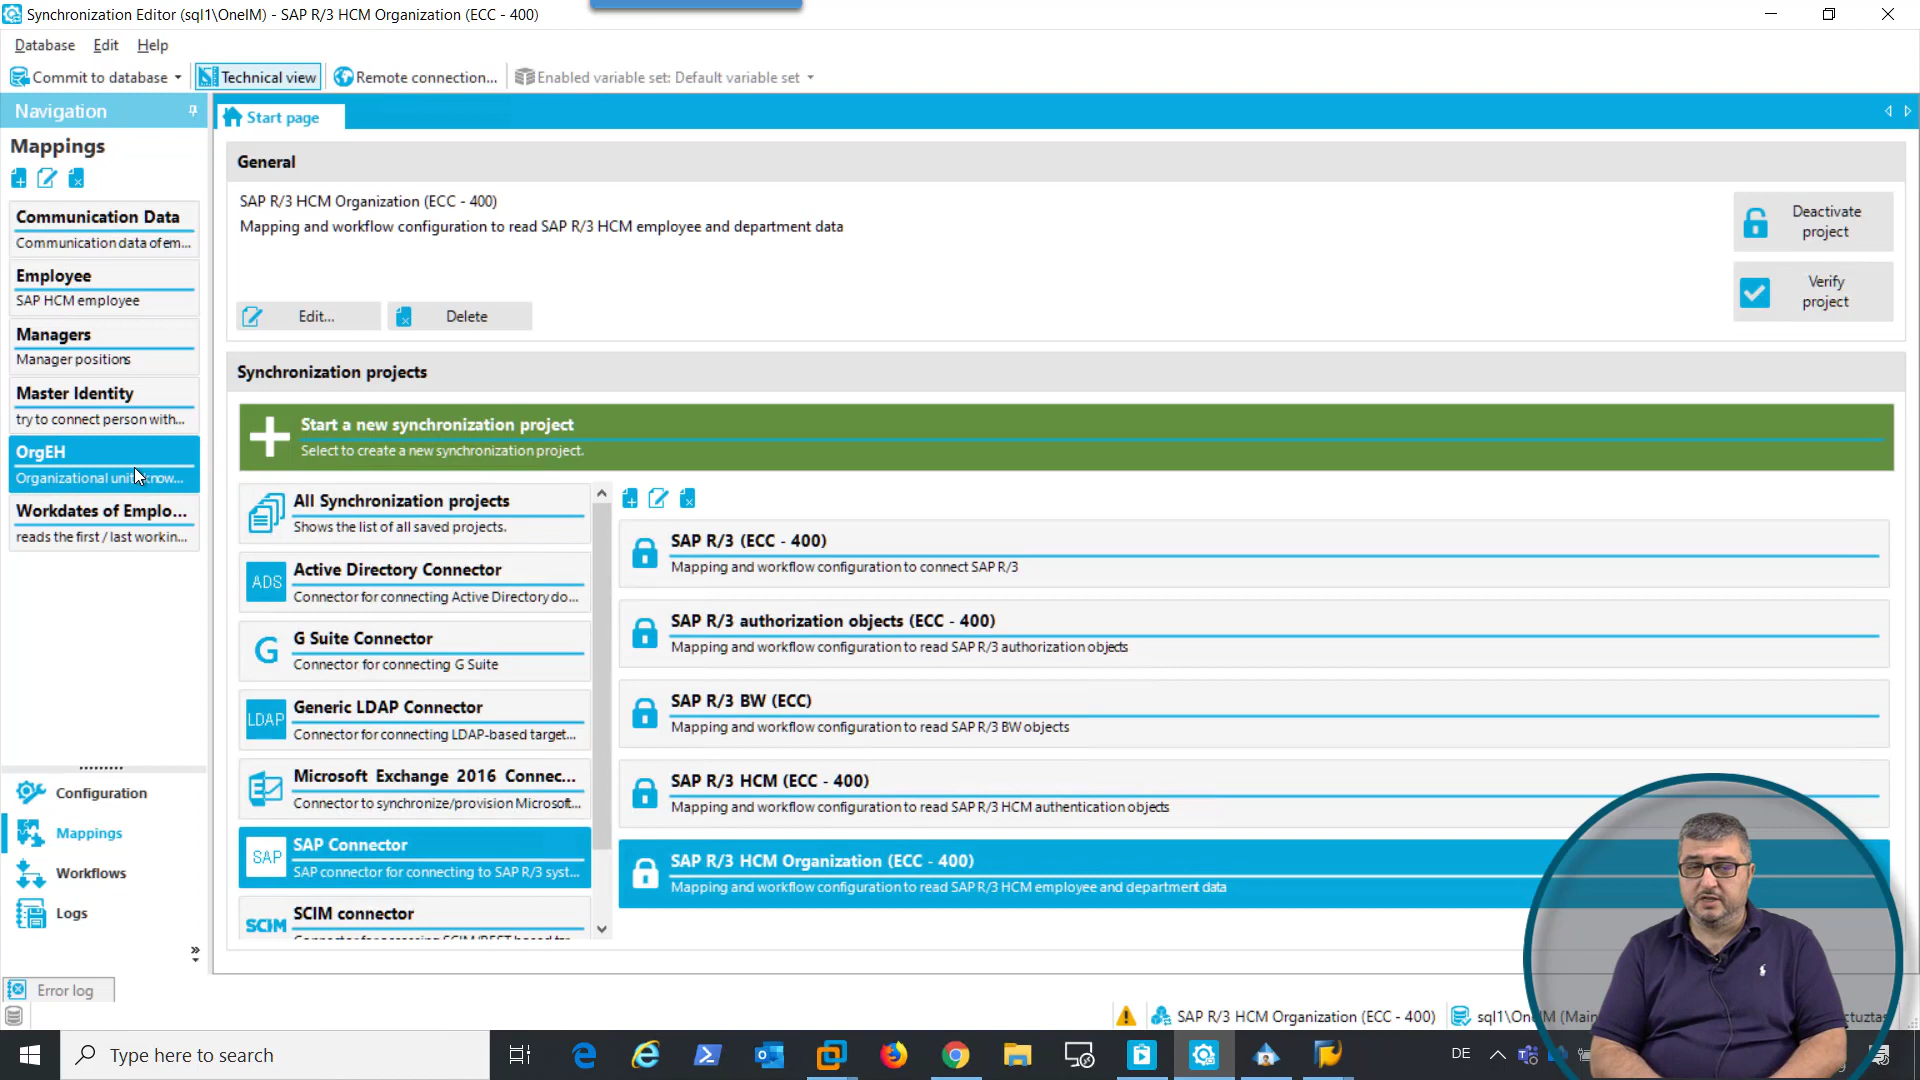 Synchronization Editor (sql1\OneIM) - SAP R/3 HCM Organization (ECC - 400)
Database Edit Help
Commit to database Technical view Remote connection... Enabled variable set: Default variable set
Navigation
Start page
Mappings
Communication Data
Communication data of em...
Employee
SAP HCM employee
Managers
Manager positions
Master Identity
try to connect person with...
OrgEH
Organizational unit know...
Workdates of Emplo...
reads the first / last workin...
Configuration
Mappings
Workflows
Logs
Error log
General
SAP R/3 HCM Organization (ECC - 400)
Mapping and workflow configuration to read SAP R/3 HCM employee and department data
Deactivate project
Verify project
Edit... Delete
Synchronization projects
Start a new synchronization project
Select to create a new synchronization project.
All Synchronization projects
Shows the list of all saved projects.
ADS
Active Directory Connector
Connector for connecting Active Directory do...
G
G Suite Connector
Connector for connecting G Suite
LDAP
Generic LDAP Connector
Connector for connecting LDAP-based target...
Microsoft Exchange 2016 Connec...
Connector to synchronize/provision Microsoft...
SAP
SAP Connector
SAP connector for connecting to SAP R/3 syst...
SCIM
SCIM connector
SAP R/3 (ECC - 400)
Mapping and workflow configuration to connect SAP R/3
SAP R/3 authorization objects (ECC - 400)
Mapping and workflow configuration to read SAP R/3 authorization objects
SAP R/3 BW (ECC)
Mapping and workflow configuration to read SAP R/3 BW objects
SAP R/3 HCM (ECC - 400)
Mapping and workflow configuration to read SAP R/3 HCM authentication objects
SAP R/3 HCM Organization (ECC - 400)
Mapping and workflow configuration to read SAP R/3 HCM employee and department data
SAP R/3 HCM Organization (ECC - 400) sql1\OneIM (Main
Type here to search
DE